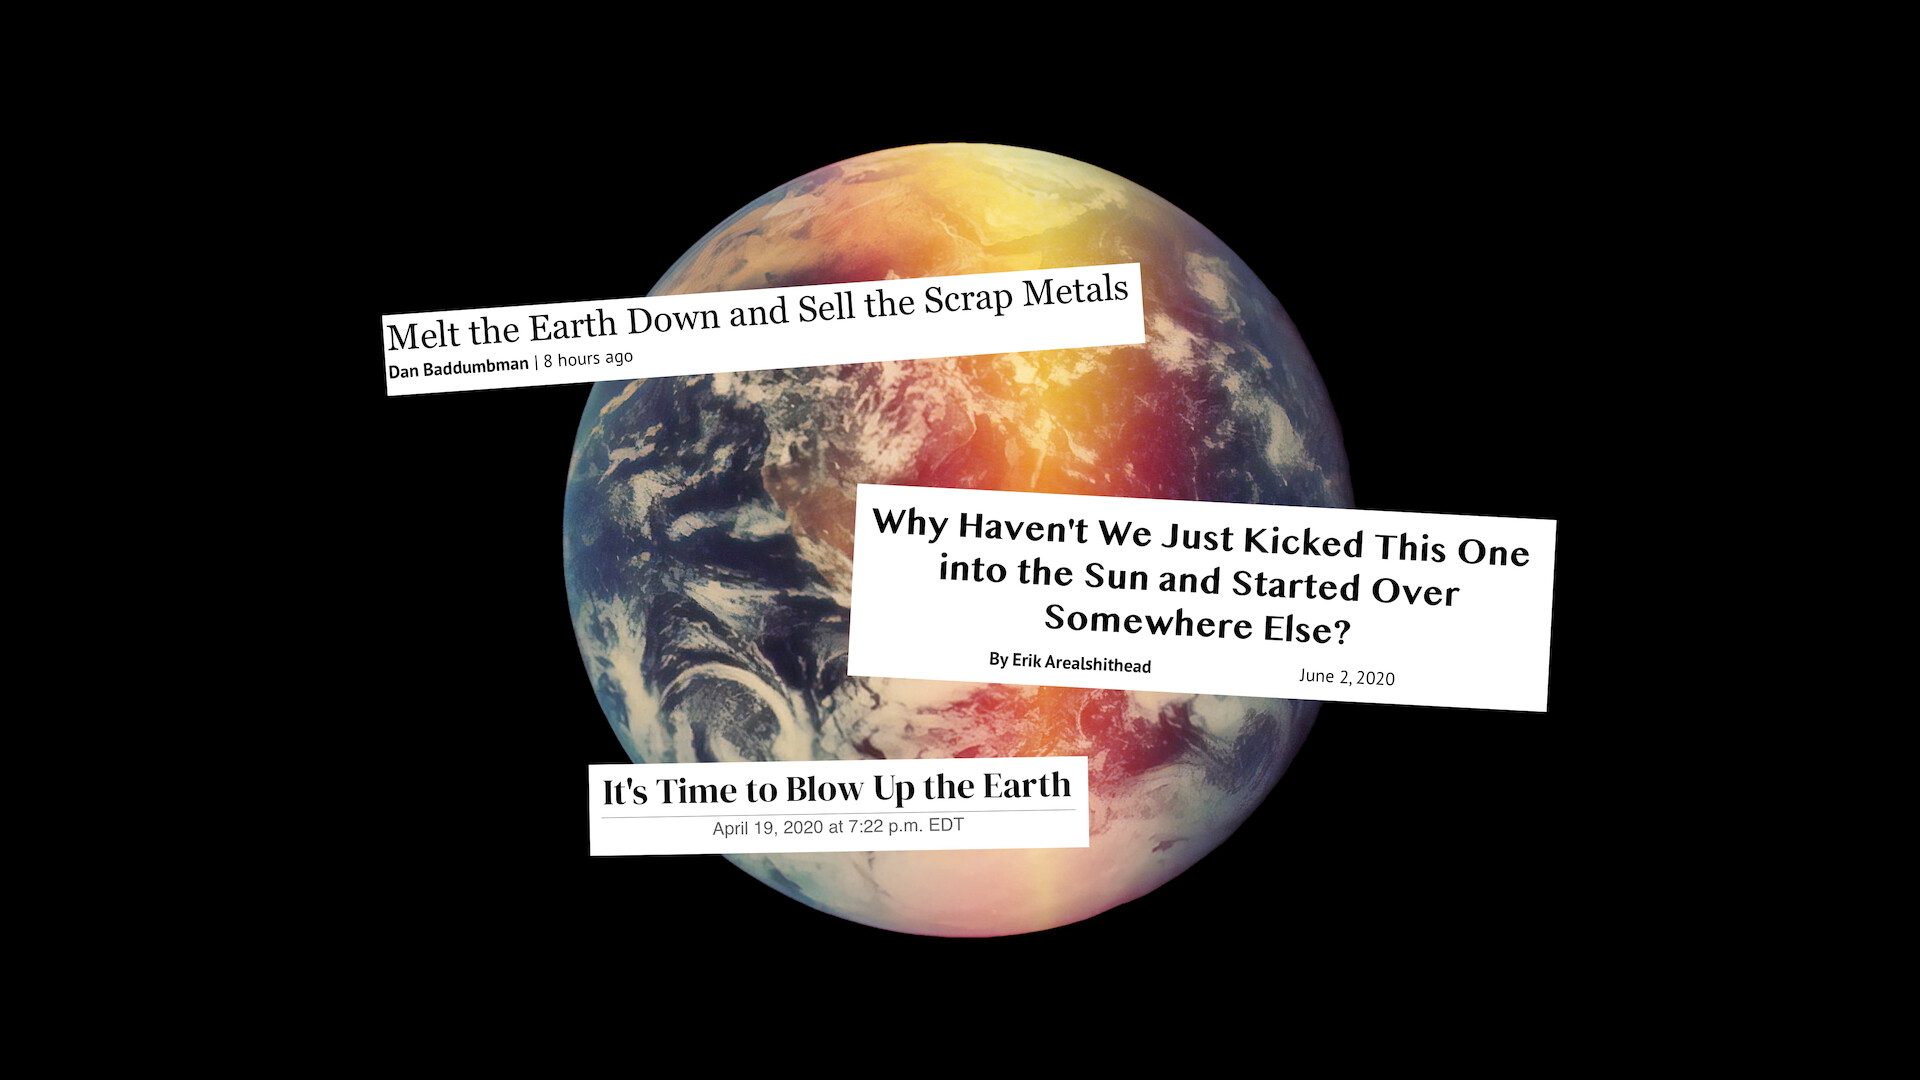 Melt the Earth Down and Sell the Scrap Metals
Dan Baddumbman | 8 hours ago
Why Haven't We Just Kicked This One
into the Sun and Started Over
Somewhere Else?
By Erik Arealshithead June 2, 2020
It's Time to Blow Up the Earth
April 19, 2020 at 7:22 p.m. EDT